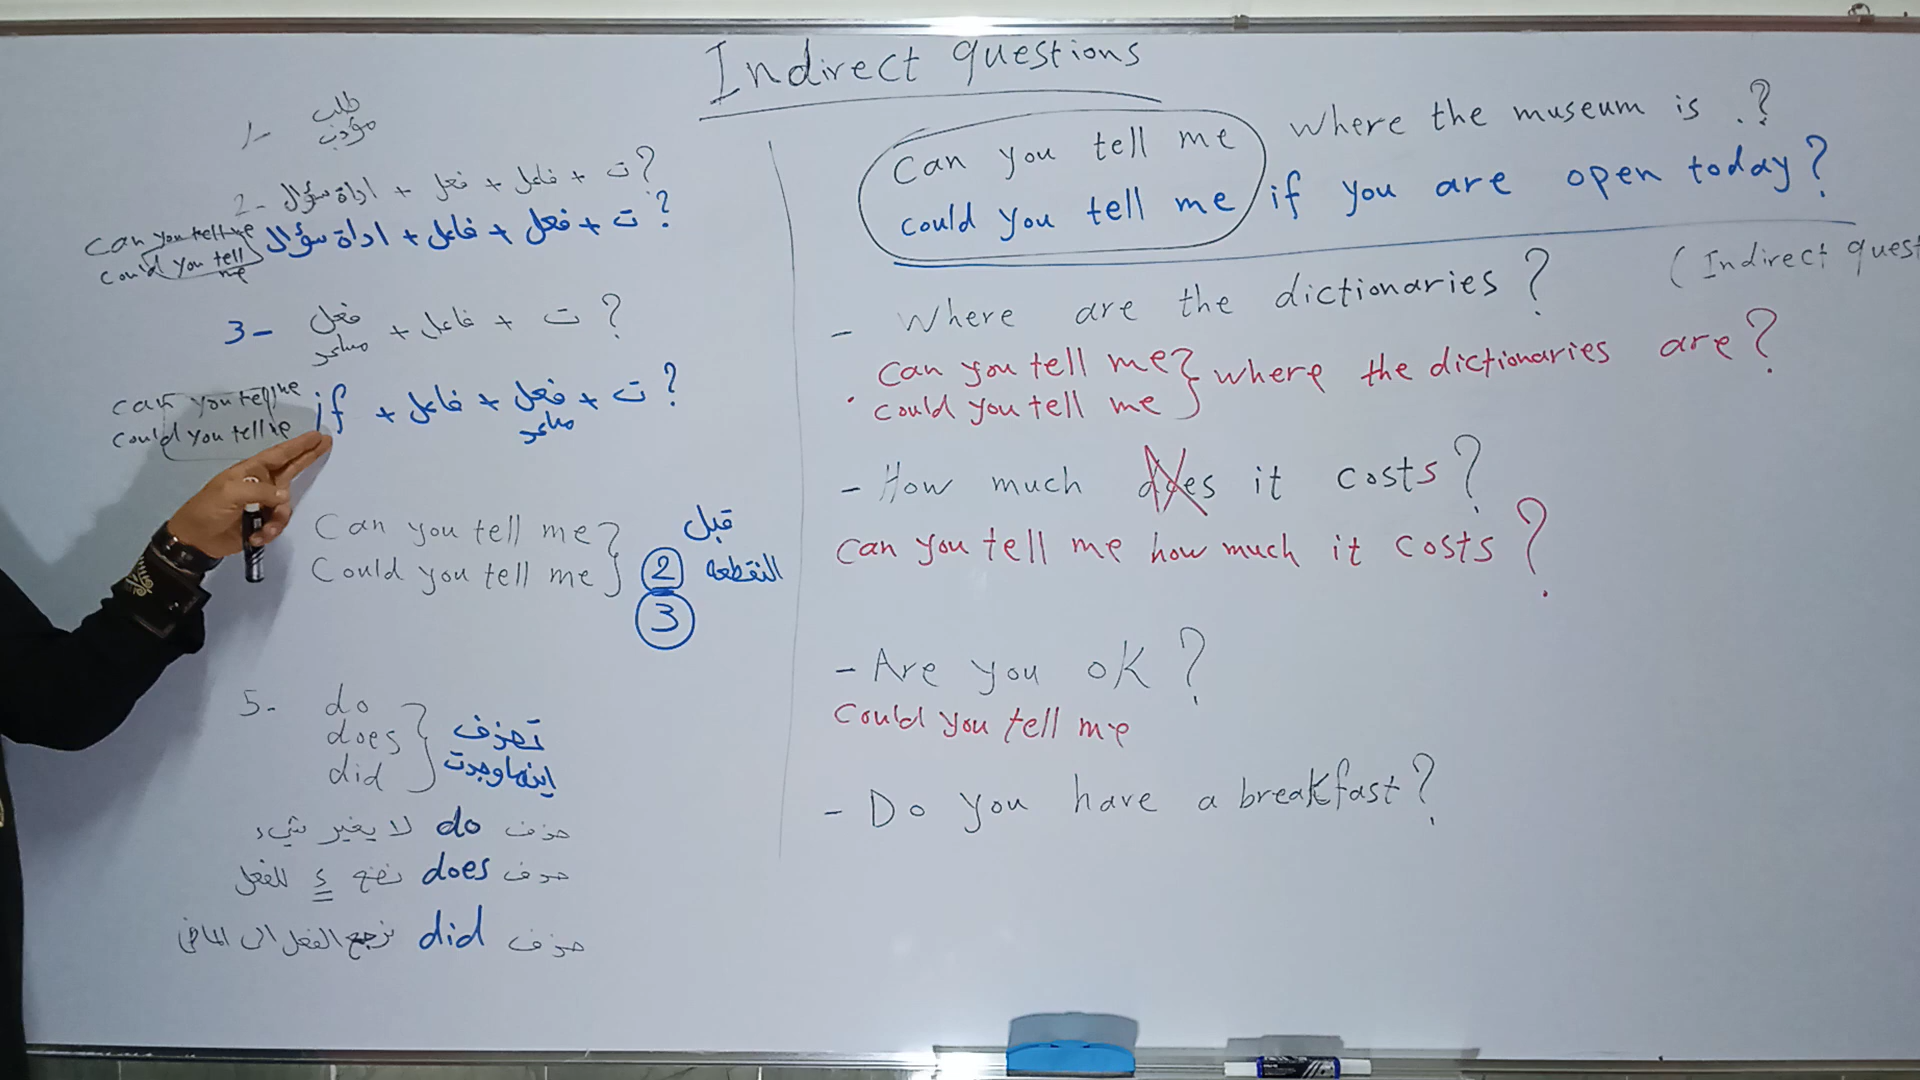 Indirect questions
1- طلب
مؤدب
2- اداة سؤال + فعل + فاعل + ت ?
can you tell me
could you tell me
اداة سؤال + فاعل + فعل + ت ?
3- فعل مساعد + فاعل + ت ?
can you tell me
could you tell me
if + فاعل + فعل مساعد + ت ?
Can you tell me
Could you tell me
قبل
النقطه 2
3
5- do
does
did
تحذف
اينما وجدت
حذف do لا يغير شيء
حذف does نضع s للفعل
حذف did نرجع الفعل الى الماضي
Can you tell me where the museum is .?
Could you tell me if you are open today?
(Indirect quest
- Where are the dictionaries?
Can you tell me
Could you tell me
where the dictionaries are?
- How much does it costs?
Can you tell me how much it costs?
- Are you ok?
Could you tell me
- Do you have a breakfast?